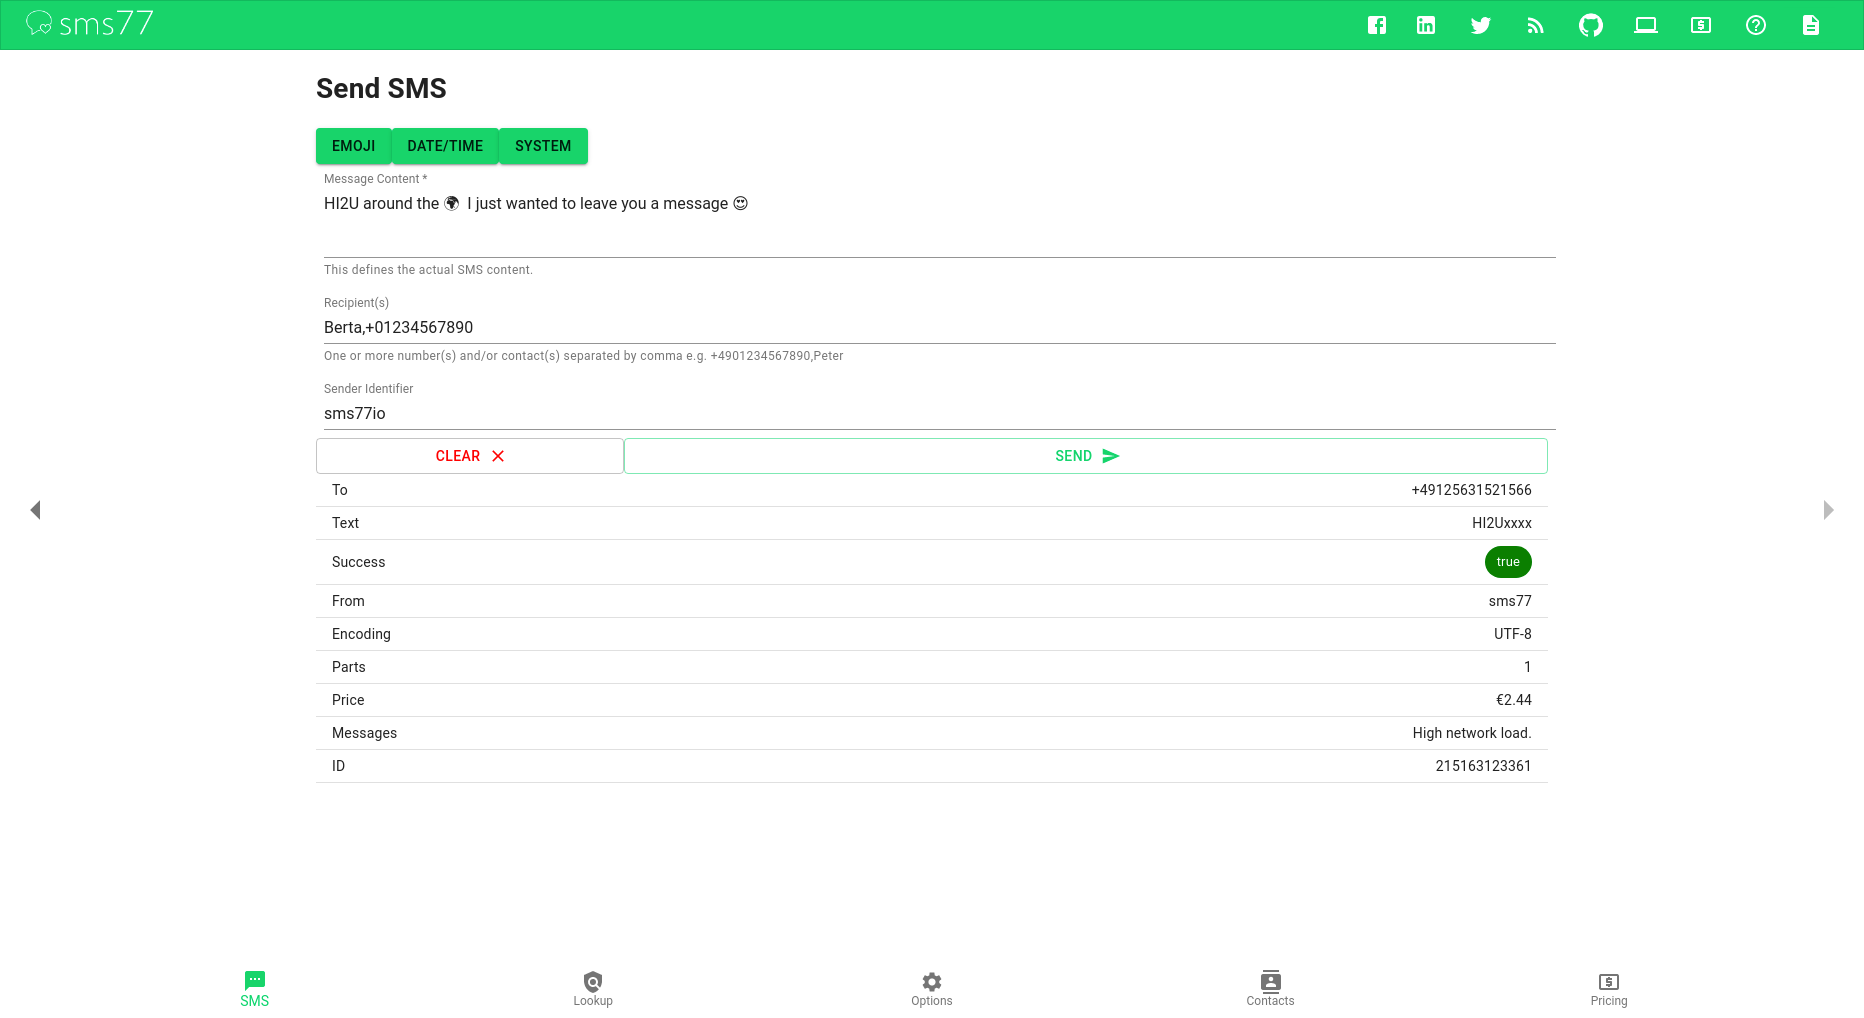 sms77
Send SMS
EMOJI DATE/TIME SYSTEM
Message Content *
HI2U around the 🌍 I just wanted to leave you a message 😍
This defines the actual SMS content.
Recipient(s)
Berta,+01234567890
One or more number(s) and/or contact(s) separated by comma e.g. +4901234567890,Peter
Sender Identifier
sms77io
CLEAR SEND
To +49125631521566
Text HI2Uxxxx
Success true
From sms77
Encoding UTF-8
Parts 1
Price €2.44
Messages High network load.
ID 215163123361
SMS Lookup Options Contacts Pricing